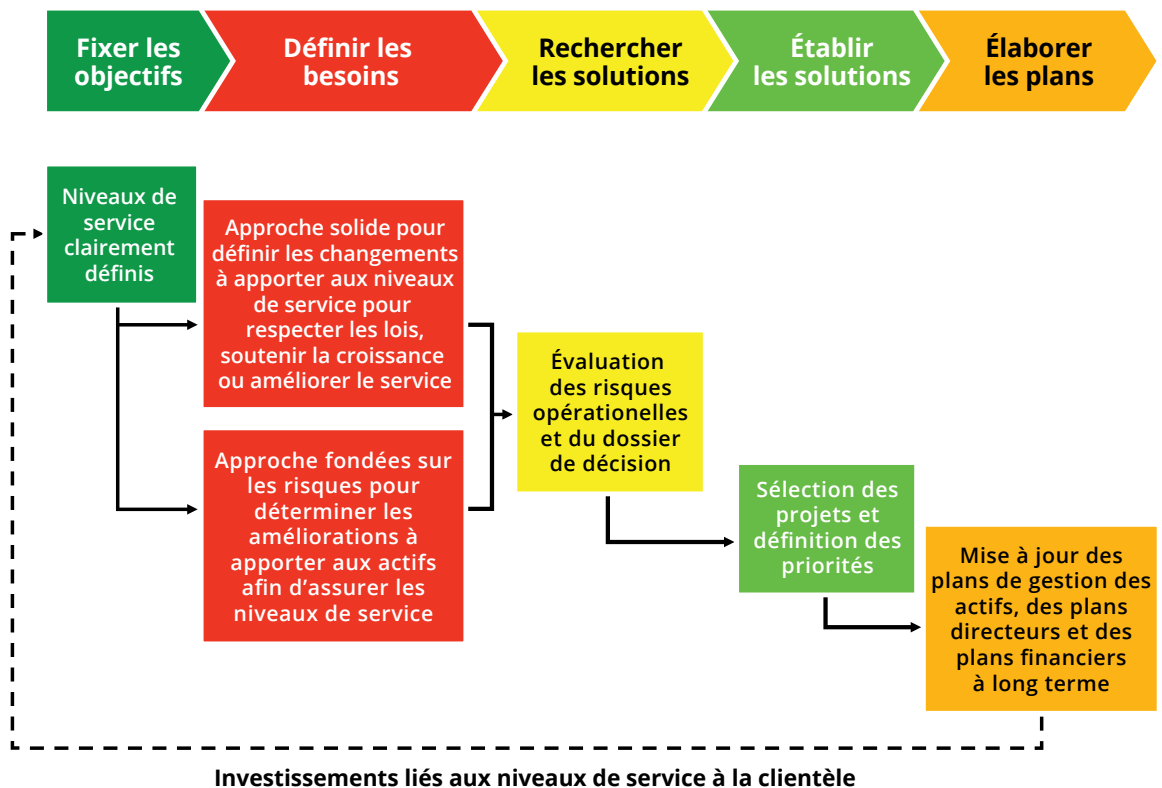 Fixer les
objectifs
Définir les
besoins
Rechercher
les solutions
Établir
les solutions
Élaborer
les plans
Niveaux de
service
clairement
définis
Approche solide pour
définir les changements
à apporter aux niveaux
de service pour
respecter les lois,
soutenir la croissance
ou améliorer le service
Approche fondées sur
les risques pour
déterminer les
améliorations à
apporter aux actifs
afin d’assurer les
niveaux de service
Évaluation
des risques
opérationelles
et du dossier
de décision
Sélection des
projets et
définition des
priorités
Mise à jour des
plans de gestion des
actifs, des plans
directeurs et des
plans financiers
à long terme
Investissements liés aux niveaux de service à la clientèle